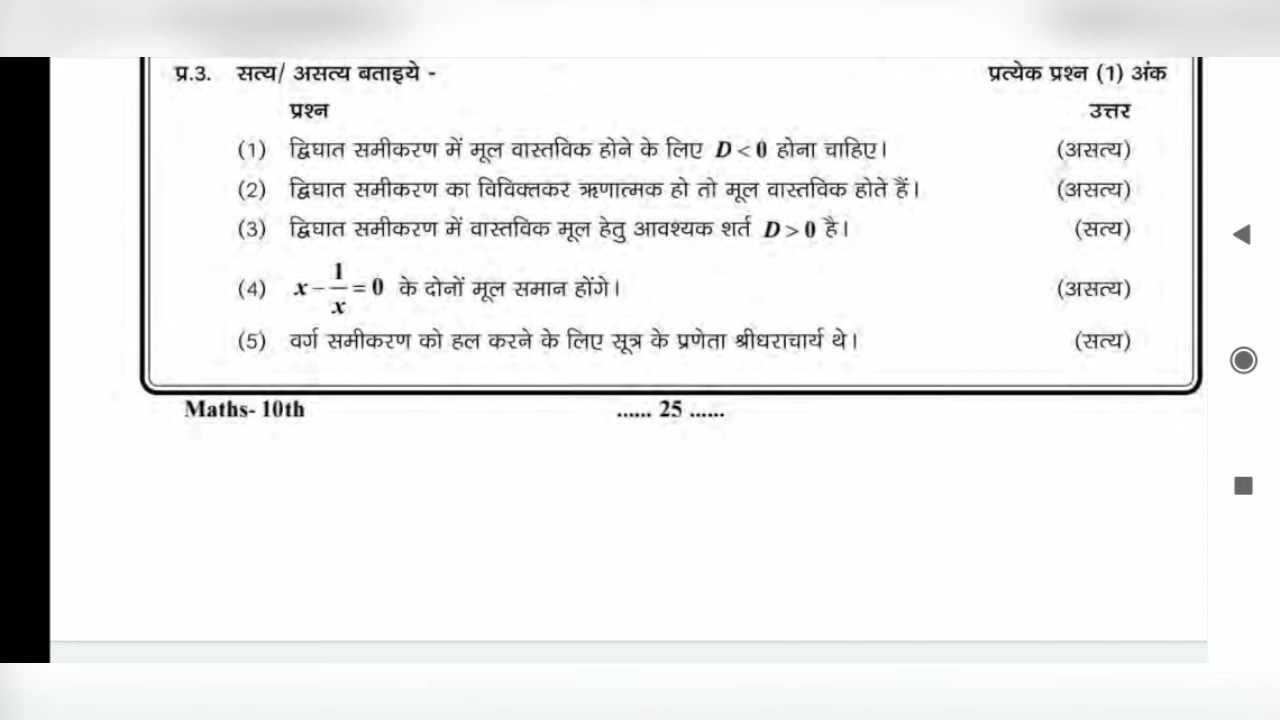 प्र.3. सत्य/ असत्य बताइये - प्रत्येक प्रश्न (1) अंक
प्रश्न उत्तर
(1) द्विघात समीकरण में मूल वास्तविक होने के लिए D < 0 होना चाहिए। (असत्य)
(2) द्विघात समीकरण का विविक्तकर ऋणात्मक हो तो मूल वास्तविक होते हैं। (असत्य)
(3) द्विघात समीकरण में वास्तविक मूल हेतु आवश्यक शर्त D > 0 है। (सत्य)
(4) x - 1/x = 0 के दोनों मूल समान होंगे। (असत्य)
(5) वर्ग समीकरण को हल करने के लिए सूत्र के प्रणेता श्रीधराचार्य थे। (सत्य)
Maths- 10th ...... 25 ......